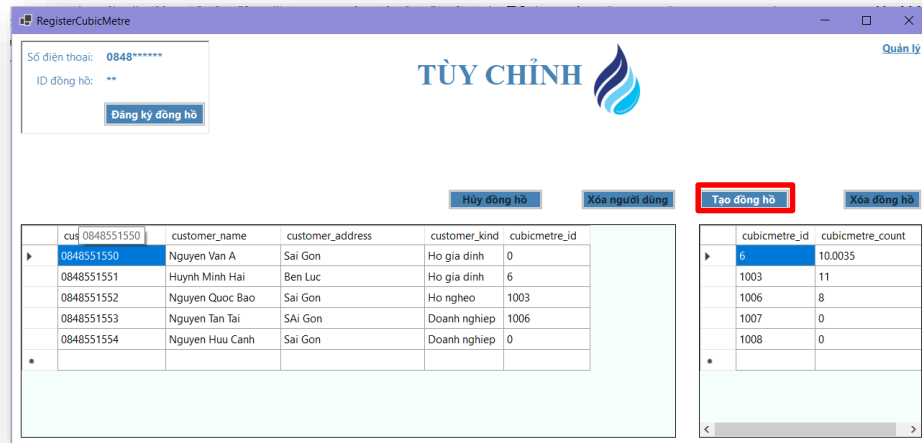 RegisterCubicMetre
Số điện thoại: 0848******
ID đồng hồ: **
Đăng ký đồng hồ
TÙY CHỈNH
Quản lý
Hủy đồng hồ Xóa người dùng Tạo đồng hồ Xóa đồng hồ
cus 0848551550 customer_name customer_address customer_kind cubicmetre_id
0848551550 Nguyen Van A Sai Gon Ho gia dinh 0
0848551551 Huynh Minh Hai Ben Luc Ho gia dinh 6
0848551552 Nguyen Quoc Bao Sai Gon Ho ngheo 1003
0848551553 Nguyen Tan Tai SAi Gon Doanh nghiep 1006
0848551554 Nguyen Huu Canh Sai Gon Doanh nghiep 0
cubicmetre_id cubicmetre_count
6 10.0035
1003 11
1006 8
1007 0
1008 0